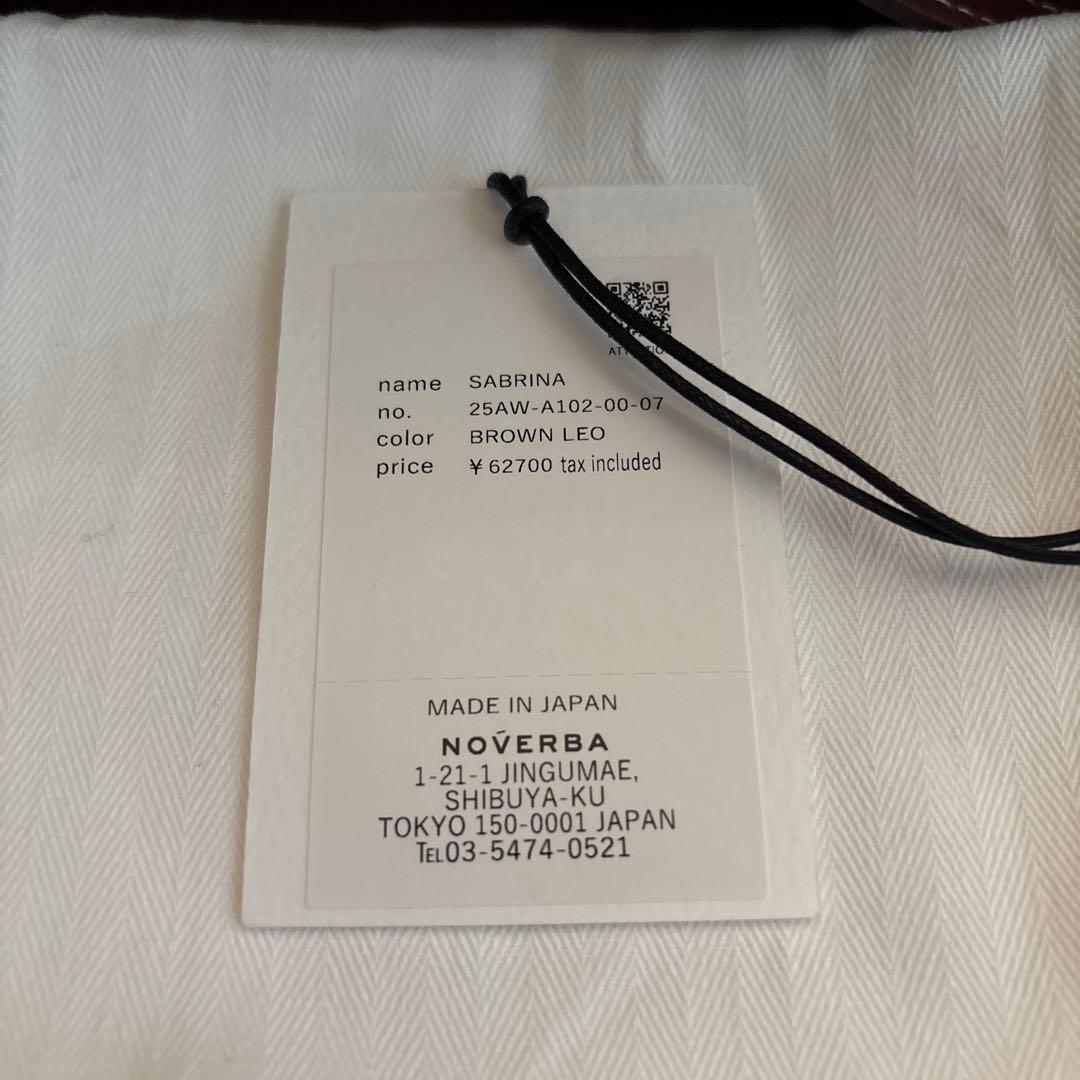 name SABRINA
no. 25AW-A102-00-07
color BROWN LEO
price ¥62700 tax included
MADE IN JAPAN
NOVERBA
1-21-1 JINGUMAE,
SHIBUYA-KU
TOKYO 150-0001 JAPAN
TEL03-5474-0521